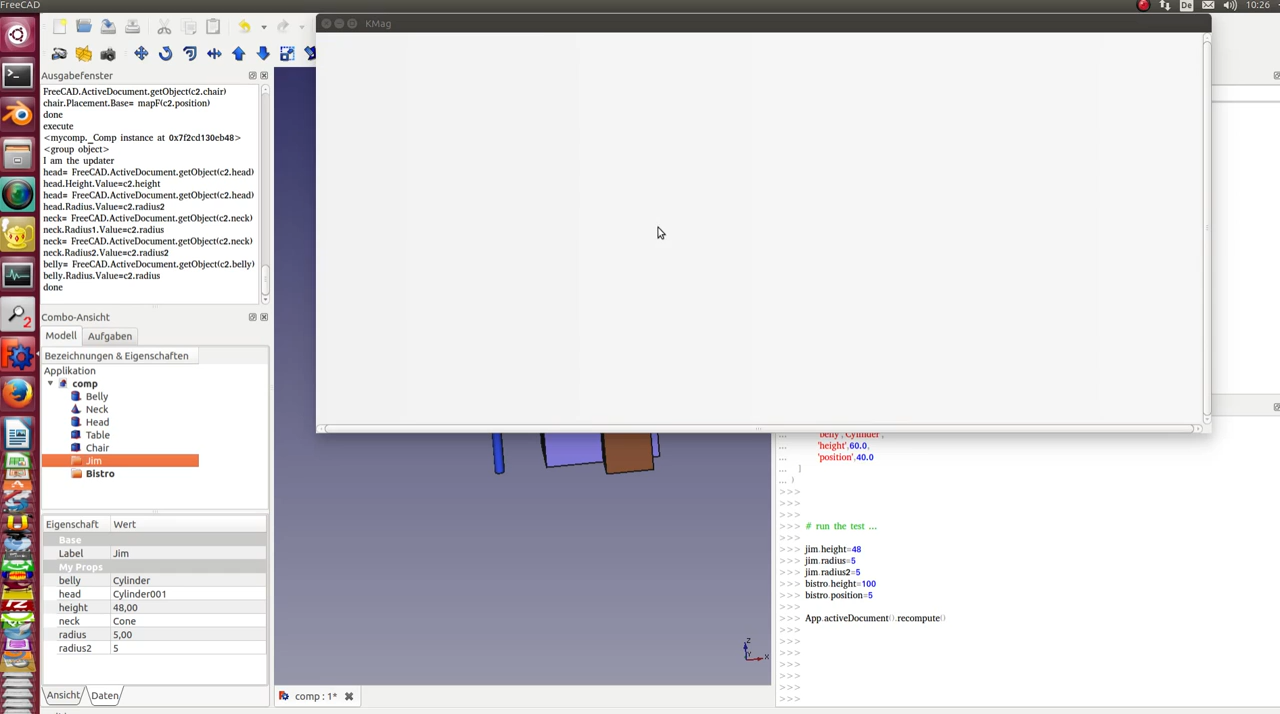 FreeCAD
De
10:26
KMag
Ausgabefenster
FreeCAD.ActiveDocument.getObject(c2.chair)
chair.Placement.Base= mapF(c2.position)
done
execute
<mycomp._Comp instance at 0x7f2cd130eb48>
<group object>
I am the updater
head= FreeCAD.ActiveDocument.getObject(c2.head)
head.Height.Value=c2.height
head= FreeCAD.ActiveDocument.getObject(c2.head)
head.Radius.Value=c2.radius2
neck= FreeCAD.ActiveDocument.getObject(c2.neck)
neck.Radius1.Value=c2.radius
neck= FreeCAD.ActiveDocument.getObject(c2.neck)
neck.Radius2.Value=c2.radius2
belly= FreeCAD.ActiveDocument.getObject(c2.belly)
belly.Radius.Value=c2.radius
done
2
Combo-Ansicht
Modell Aufgaben
Bezeichnungen & Eigenschaften
Applikation
comp
Belly
Neck
Head
Table
Chair
Jim
Bistro
Eigenschaft Wert
Base
Label Jim
My Props
belly Cylinder
head Cylinder001
height 48,00
neck Cone
radius 5,00
radius2 5
Ansicht Daten
Z
Y X
comp : 1*
... 'belly','Cylinder',
... 'height',60.0,
... 'position',40.0
... ]
... )
>>>
>>>
>>>
>>> # run the test ...
>>>
>>> jim.height=48
>>> jim.radius=5
>>> jim.radius2=5
>>> bistro.height=100
>>> bistro.position=5
>>>
>>> App.activeDocument().recompute()
>>>
>>>
>>>
>>>
>>>
>>>
>>>